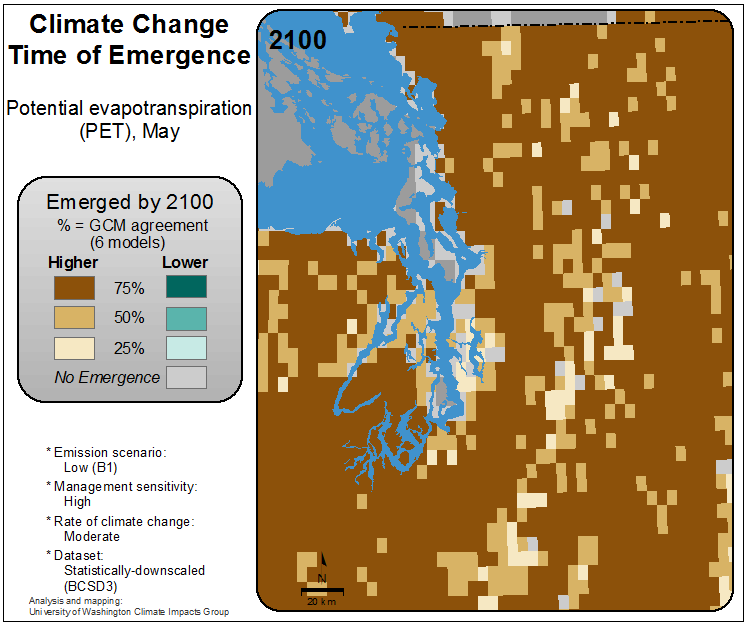 Climate Change
Time of Emergence
Potential evapotranspiration
(PET), May
Emerged by 2100
% = GCM agreement
(6 models)
Higher Lower
75%
50%
25%
No Emergence
* Emission scenario:
Low (B1)
* Management sensitivity:
High
* Rate of climate change:
Moderate
* Dataset:
Statistically-downscaled
(BCSD3)
Analysis and mapping:
University of Washington Climate Impacts Group
2100
N
20 km